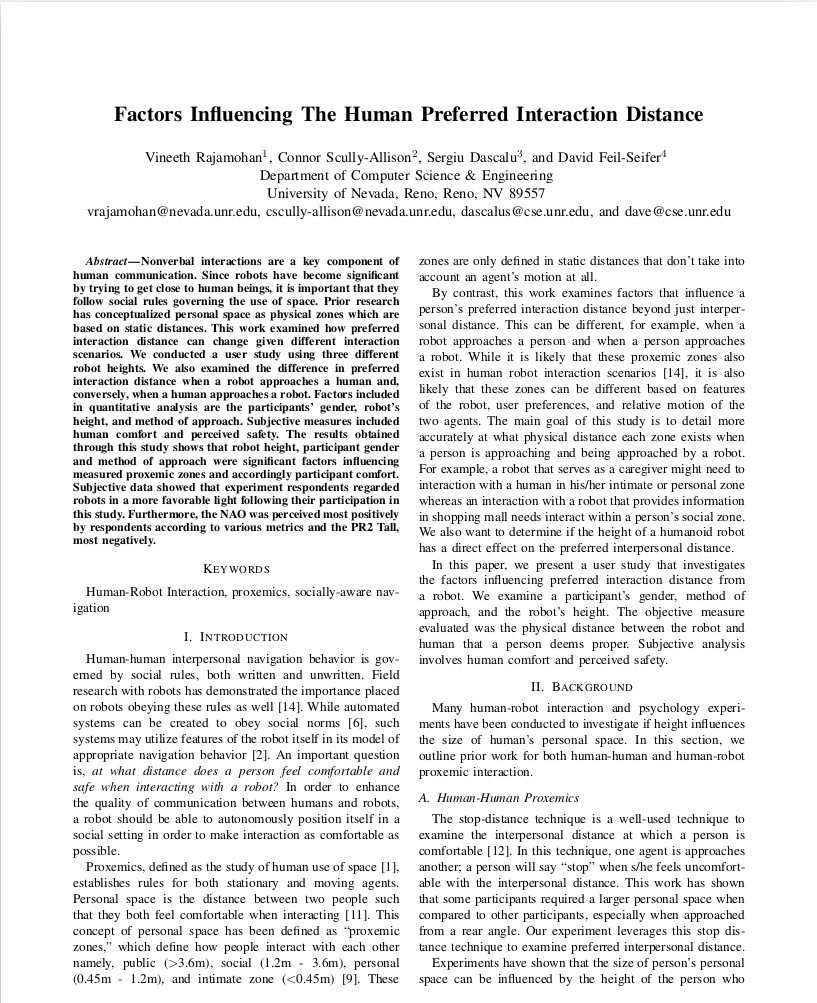 Factors Influencing The Human Preferred Interaction Distance
Vineeth Rajamohan1, Connor Scully-Allison2, Sergiu Dascalu3, and David Feil-Seifer4
Department of Computer Science & Engineering
University of Nevada, Reno, Reno, NV 89557
vrajamohan@nevada.unr.edu, cscully-allison@nevada.unr.edu, dascalus@cse.unr.edu, and dave@cse.unr.edu
Abstract—Nonverbal interactions are a key component of
human communication. Since robots have become significant
by trying to get close to human beings, it is important that they
follow social rules governing the use of space. Prior research
has conceptualized personal space as physical zones which are
based on static distances. This work examined how preferred
interaction distance can change given different interaction
scenarios. We conducted a user study using three different
robot heights. We also examined the difference in preferred
interaction distance when a robot approaches a human and,
conversely, when a human approaches a robot. Factors included
in quantitative analysis are the participants' gender, robot's
height, and method of approach. Subjective measures included
human comfort and perceived safety. The results obtained
through this study shows that robot height, participant gender
and method of approach were significant factors influencing
measured proxemic zones and accordingly participant comfort.
Subjective data showed that experiment respondents regarded
robots in a more favorable light following their participation in
this study. Furthermore, the NAO was perceived most positively
by respondents according to various metrics and the PR2 Tall,
most negatively.
KEYWORDS
Human-Robot Interaction, proxemics, socially-aware nav-
igation
I. INTRODUCTION
Human-human interpersonal navigation behavior is gov-
erned by social rules, both written and unwritten. Field
research with robots has demonstrated the importance placed
on robots obeying these rules as well [14]. While automated
systems can be created to obey social norms [6], such
systems may utilize features of the robot itself in its model of
appropriate navigation behavior [2]. An important question
is, at what distance does a person feel comfortable and
safe when interacting with a robot? In order to enhance
the quality of communication between humans and robots,
a robot should be able to autonomously position itself in a
social setting in order to make interaction as comfortable as
possible.
Proxemics, defined as the study of human use of space [1],
establishes rules for both stationary and moving agents.
Personal space is the distance between two people such
that they both feel comfortable when interacting [11]. This
concept of personal space has been defined as "proxemic
zones," which define how people interact with each other
namely, public (>3.6m), social (1.2m - 3.6m), personal
(0.45m - 1.2m), and intimate zone (<0.45m) [9]. These
zones are only defined in static distances that don't take into
account an agent's motion at all.
By contrast, this work examines factors that influence a
person's preferred interaction distance beyond just interper-
sonal distance. This can be different, for example, when a
robot approaches a person and when a person approaches
a robot. While it is likely that these proxemic zones also
exist in human robot interaction scenarios [14], it is also
likely that these zones can be different based on features
of the robot, user preferences, and relative motion of the
two agents. The main goal of this study is to detail more
accurately at what physical distance each zone exists when
a person is approaching and being approached by a robot.
For example, a robot that serves as a caregiver might need to
interaction with a human in his/her intimate or personal zone
whereas an interaction with a robot that provides information
in shopping mall needs interact within a person's social zone.
We also want to determine if the height of a humanoid robot
has a direct effect on the preferred interpersonal distance.
In this paper, we present a user study that investigates
the factors influencing preferred interaction distance from
a robot. We examine a participant's gender, method of
approach, and the robot's height. The objective measure
evaluated was the physical distance between the robot and
human that a person deems proper. Subjective analysis
involves human comfort and perceived safety.
II. BACKGROUND
Many human-robot interaction and psychology experi-
ments have been conducted to investigate if height influences
the size of human's personal space. In this section, we
outline prior work for both human-human and human-robot
proxemic interaction.
A. Human-Human Proxemics
The stop-distance technique is a well-used technique to
examine the interpersonal distance at which a person is
comfortable [12]. In this technique, one agent is approaches
another; a person will say "stop" when s/he feels uncomfort-
able with the interpersonal distance. This work has shown
that some participants required a larger personal space when
compared to other participants, especially when approached
from a rear angle. Our experiment leverages this stop dis-
tance technique to examine preferred interpersonal distance.
Experiments have shown that the size of person's personal
space can be influenced by the height of the person who